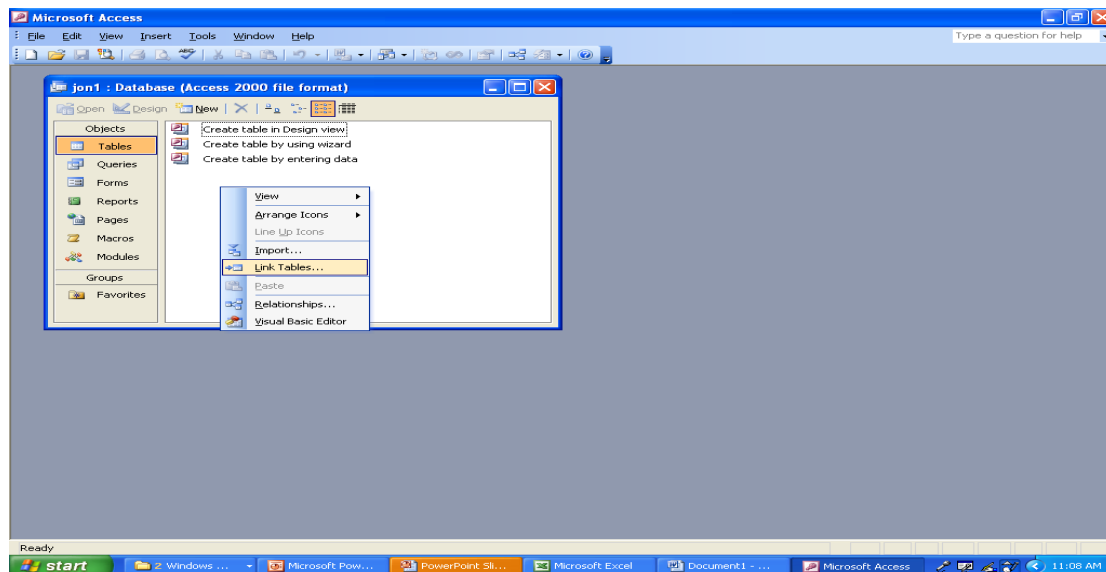 Microsoft Access
File Edit View Insert Tools Window Help
Type a question for help
jon1 : Database (Access 2000 file format)
Open Design New
Objects
Tables
Queries
Forms
Reports
Pages
Macros
Modules
Groups
Favorites
Create table in Design view
Create table by using wizard
Create table by entering data
View
Arrange Icons
Line Up Icons
Import...
Link Tables...
Paste
Relationships...
Visual Basic Editor
Ready
start 2 Windows ... Microsoft Pow... PowerPoint Sli... Microsoft Excel Document1 - ... Microsoft Access 11:08 AM